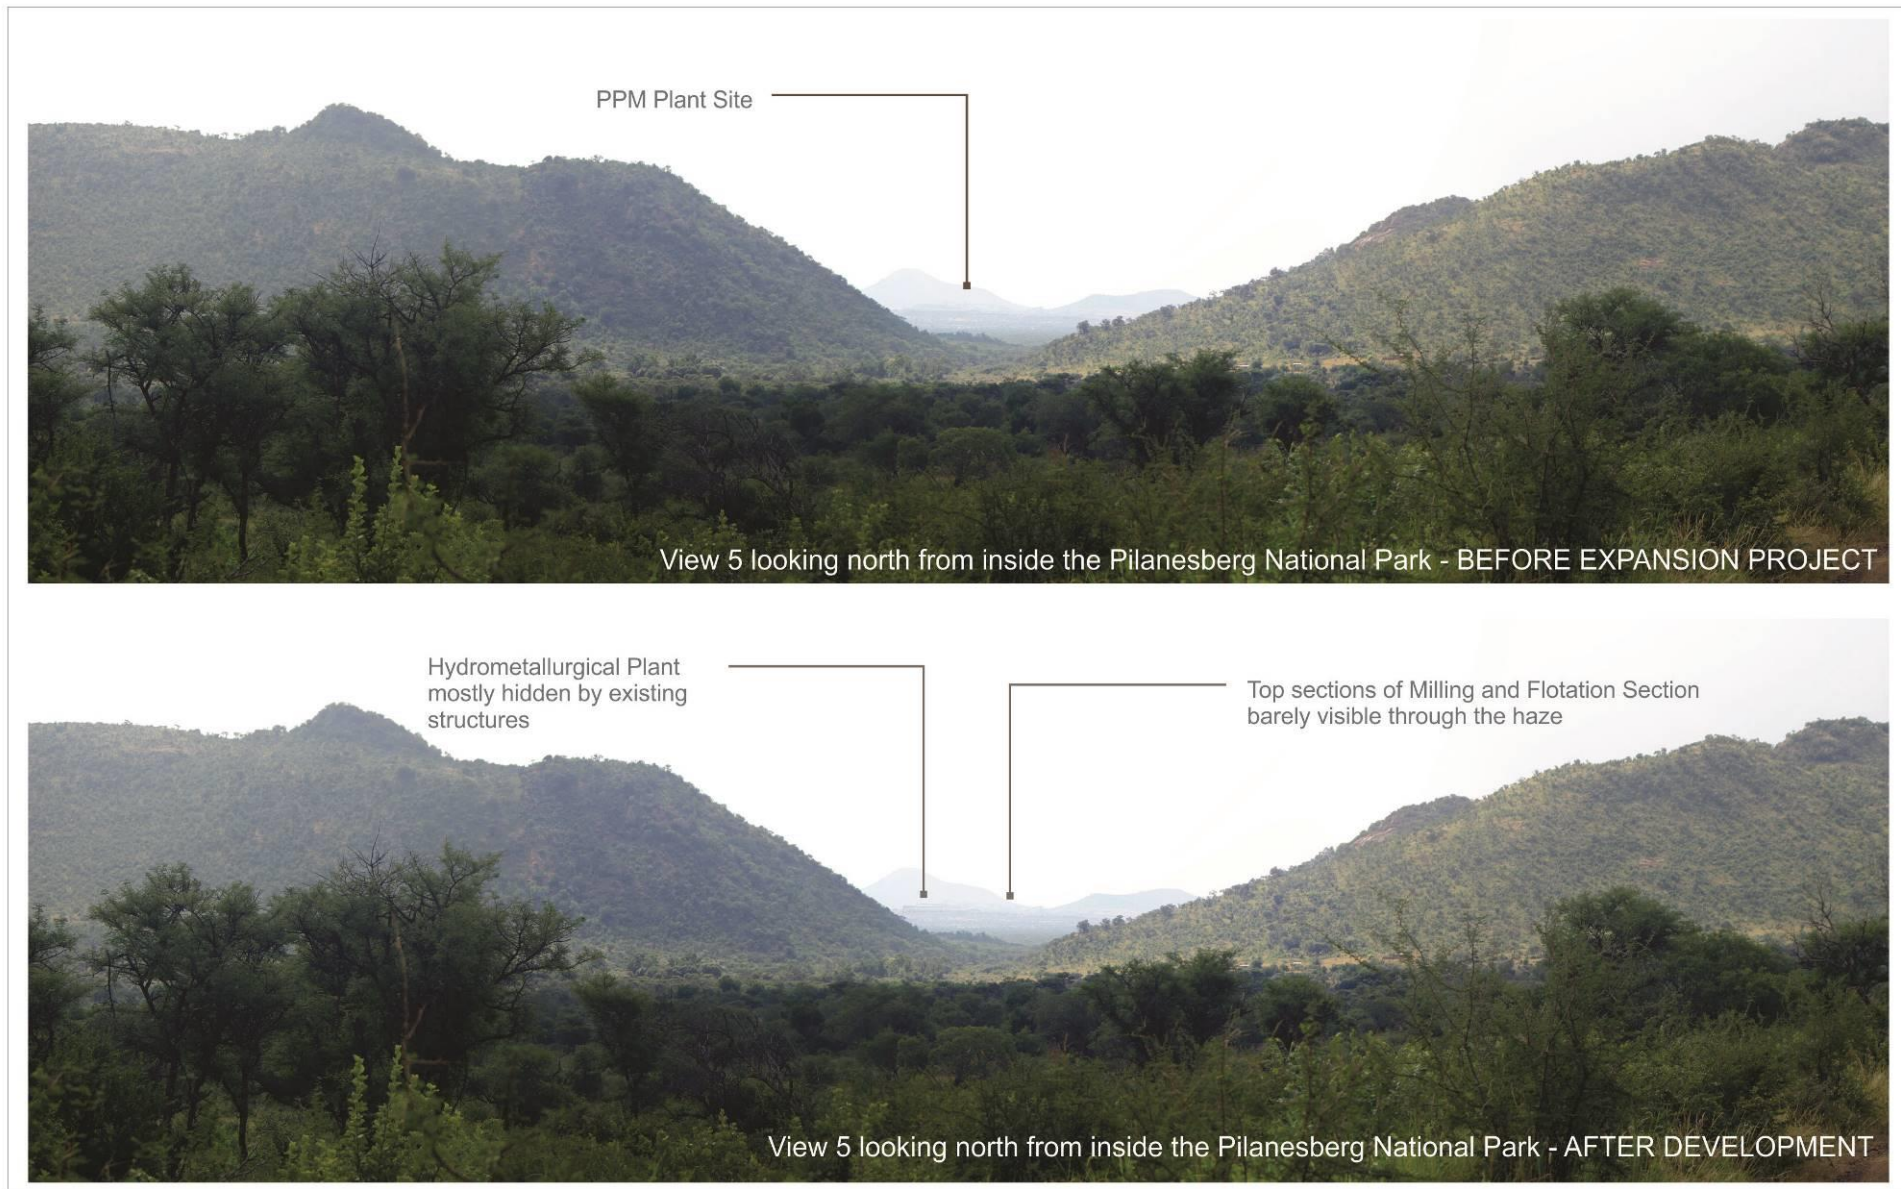 PPM Plant Site
View 5 looking north from inside the Pilanesberg National Park - BEFORE EXPANSION PROJECT
Hydrometallurgical Plant
mostly hidden by existing
structures
Top sections of Milling and Flotation Section
barely visible through the haze
View 5 looking north from inside the Pilanesberg National Park - AFTER DEVELOPMENT